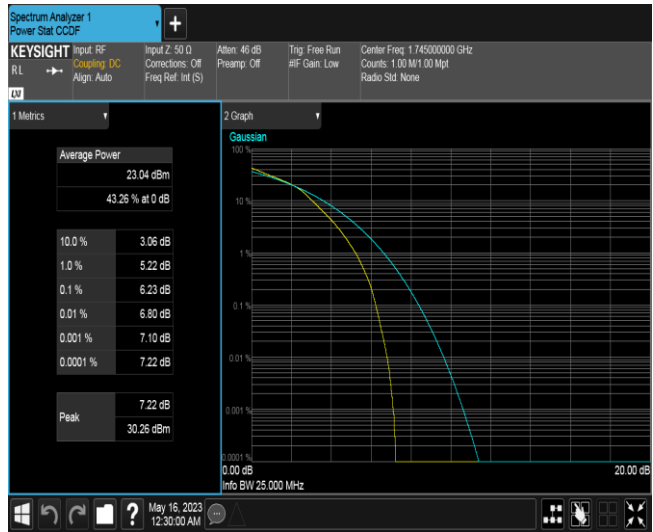 Spectrum Analyzer 1
Power Stat CCDF
+
KEYSIGHT
RL
LXI
Input: RF
Coupling: DC
Align: Auto
Input Z: 50 Ω
Corrections: Off
Freq Ref: Int (S)
Atten: 46 dB
Preamp: Off
Trig: Free Run
#IF Gain: Low
Center Freq: 1.745000000 GHz
Counts: 1.00 M/1.00 Mpt
Radio Std: None
1 Metrics
Average Power
23.04 dBm
43.26 % at 0 dB
10.0 % 3.06 dB
1.0 % 5.22 dB
0.1 % 6.23 dB
0.01 % 6.80 dB
0.001 % 7.10 dB
0.0001 % 7.22 dB
Peak
7.22 dB
30.26 dBm
2 Graph
Gaussian
100 %
10 %
1 %
0.1 %
0.01 %
0.001 %
0.0001 %
0.00 dB 20.00 dB
Info BW 25.000 MHz
?
May 16, 2023
12:30:00 AM